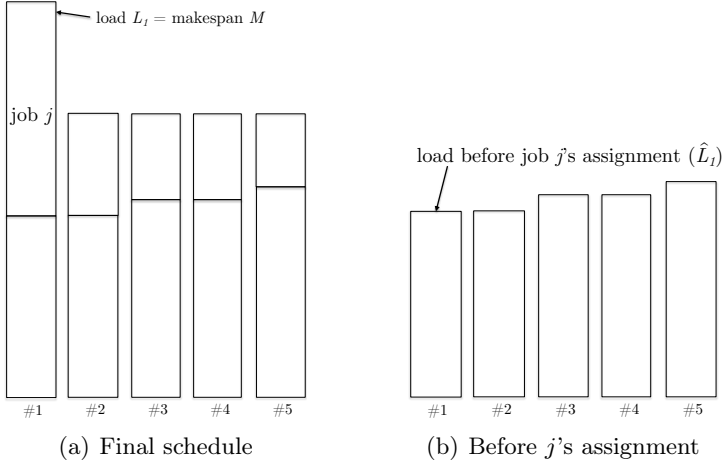 load L₁ = makespan M
job j
#1 #2 #3 #4 #5
(a) Final schedule
load before job j's assignment (L̂₁)
#1 #2 #3 #4 #5
(b) Before j's assignment